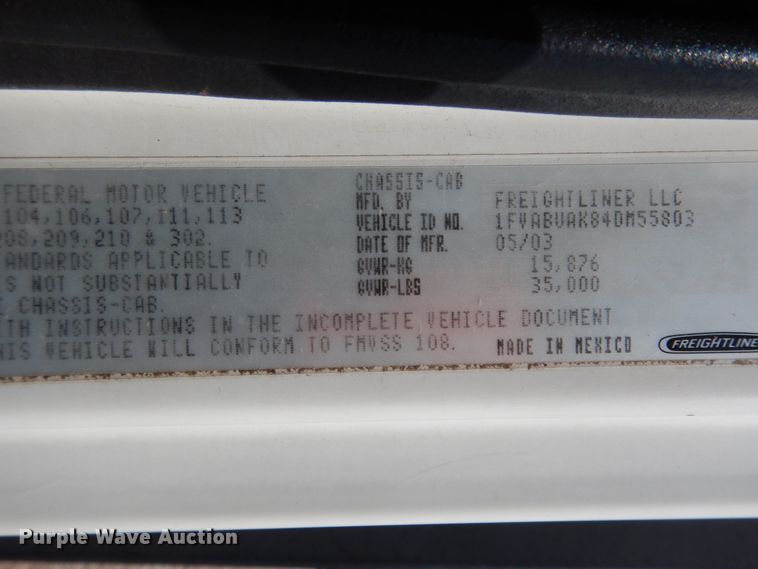 FEDERAL MOTOR VEHICLE
104,106,107,111,113
208,209,210 & 302.
ANDARDS APPLICABLE TO
S NOT SUBSTANTIALLY
CHASSIS-CAB.
TH INSTRUCTIONS IN THE INCOMPLETE VEHICLE DOCUMENT
HIS VEHICLE WILL CONFORM TO FMVSS 108.
CHASSIS-CAB
MFD. BY FREIGHTLINER LLC
VEHICLE ID NO. 1FVABUAK84DM55803
DATE OF MFR. 05/03
GVWR-KG 15,876
GVWR-LBS 35,000
MADE IN MEXICO
FREIGHTLINE
Purple Wave Auction